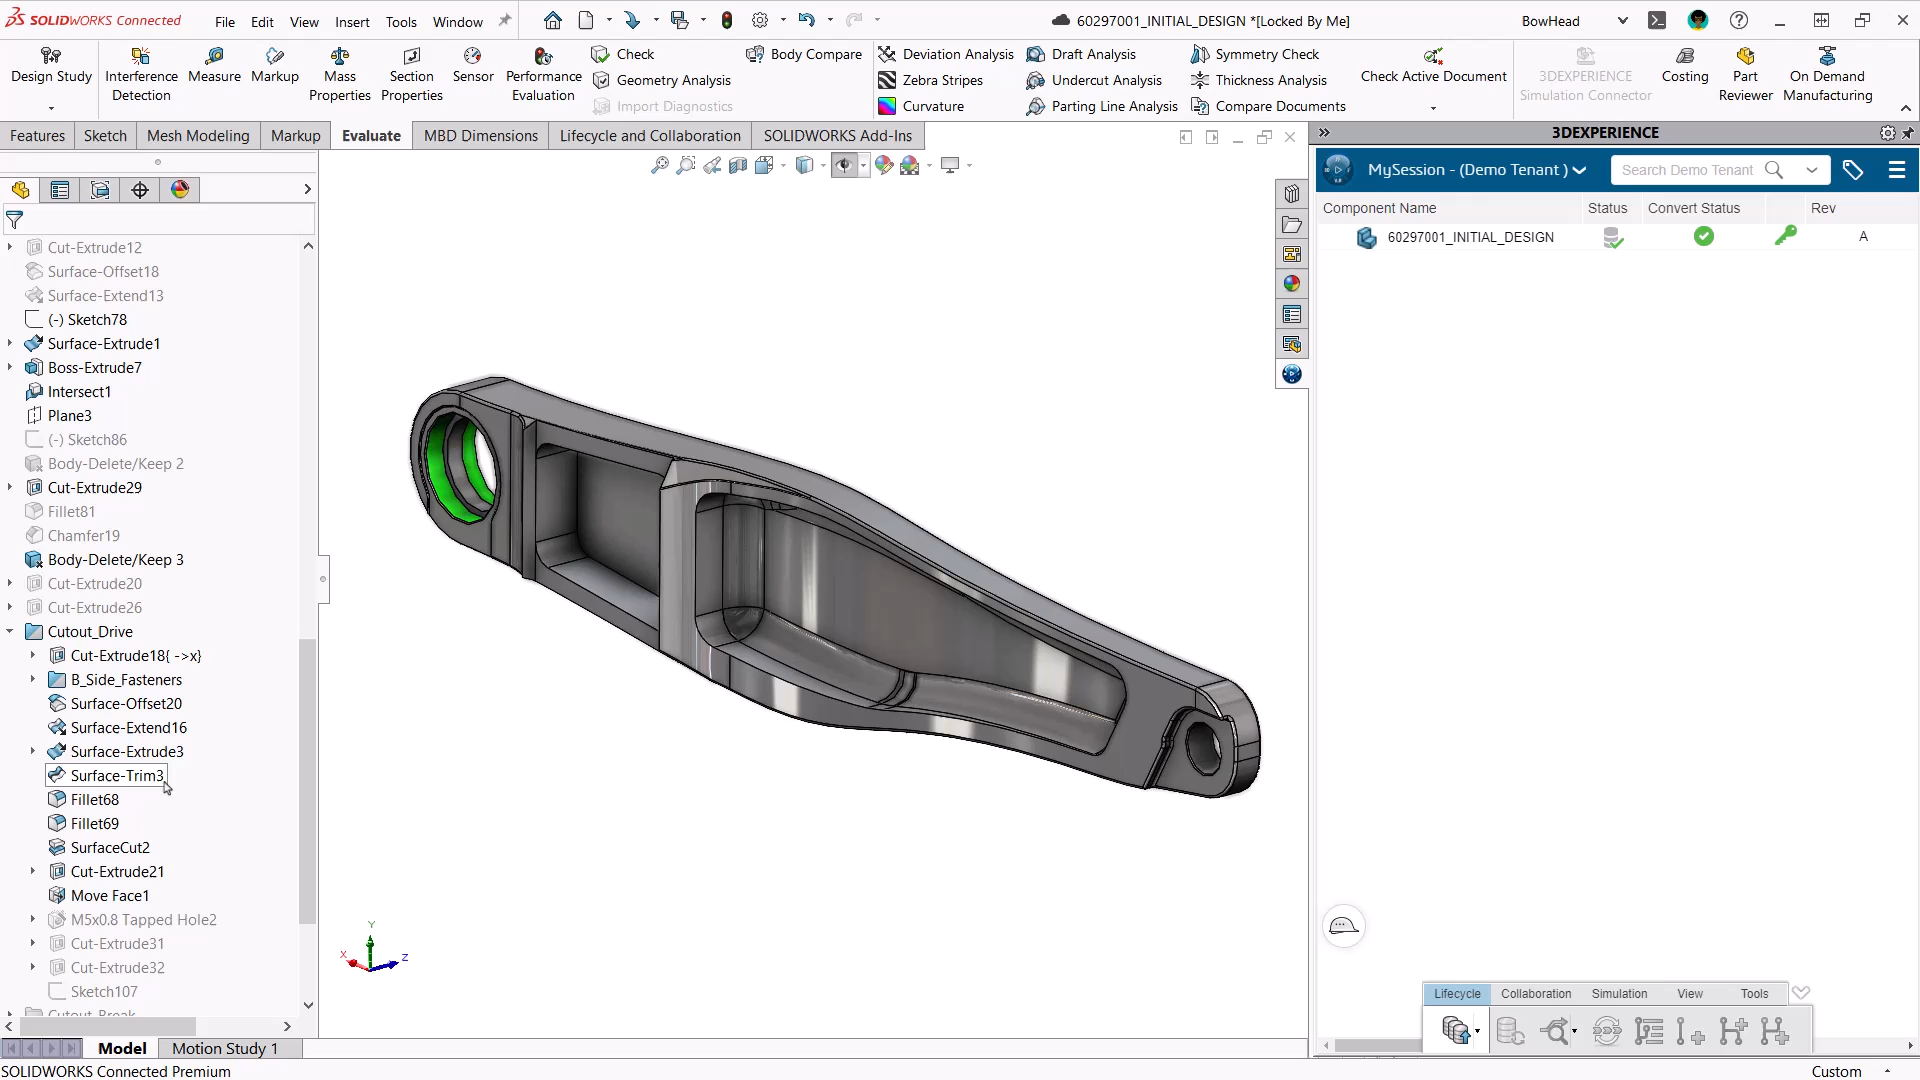 SOLIDWORKS Connected
File Edit View Insert Tools Window
60297001_INITIAL_DESIGN *[Locked By Me]
BowHead
Design Study
Interference Detection
Measure
Markup
Mass Properties
Section Properties
Sensor
Performance Evaluation
Check
Geometry Analysis
Import Diagnostics
Body Compare
Deviation Analysis
Zebra Stripes
Curvature
Draft Analysis
Undercut Analysis
Parting Line Analysis
Symmetry Check
Thickness Analysis
Compare Documents
Check Active Document
3DEXPERIENCE Simulation Connector
Costing
Part Reviewer
On Demand Manufacturing
Features Sketch Mesh Modeling Markup Evaluate MBD Dimensions Lifecycle and Collaboration SOLIDWORKS Add-Ins
3DEXPERIENCE
MySession - (Demo Tenant )
Search Demo Tenant
Component Name Status Convert Status Rev
60297001_INITIAL_DESIGN A
Cut-Extrude12
Surface-Offset18
Surface-Extend13
(-) Sketch78
Surface-Extrude1
Boss-Extrude7
Intersect1
Plane3
(-) Sketch86
Body-Delete/Keep 2
Cut-Extrude29
Fillet81
Chamfer19
Body-Delete/Keep 3
Cut-Extrude20
Cut-Extrude26
Cutout_Drive
Cut-Extrude18{ ->x}
B_Side_Fasteners
Surface-Offset20
Surface-Extend16
Surface-Extrude3
Surface-Trim3
Fillet68
Fillet69
SurfaceCut2
Cut-Extrude21
Move Face1
M5x0.8 Tapped Hole2
Cut-Extrude31
Cut-Extrude32
Sketch107
Cutout_Break
Y
X
Z
Lifecycle Collaboration Simulation View Tools
Model Motion Study 1
SOLIDWORKS Connected Premium
Custom